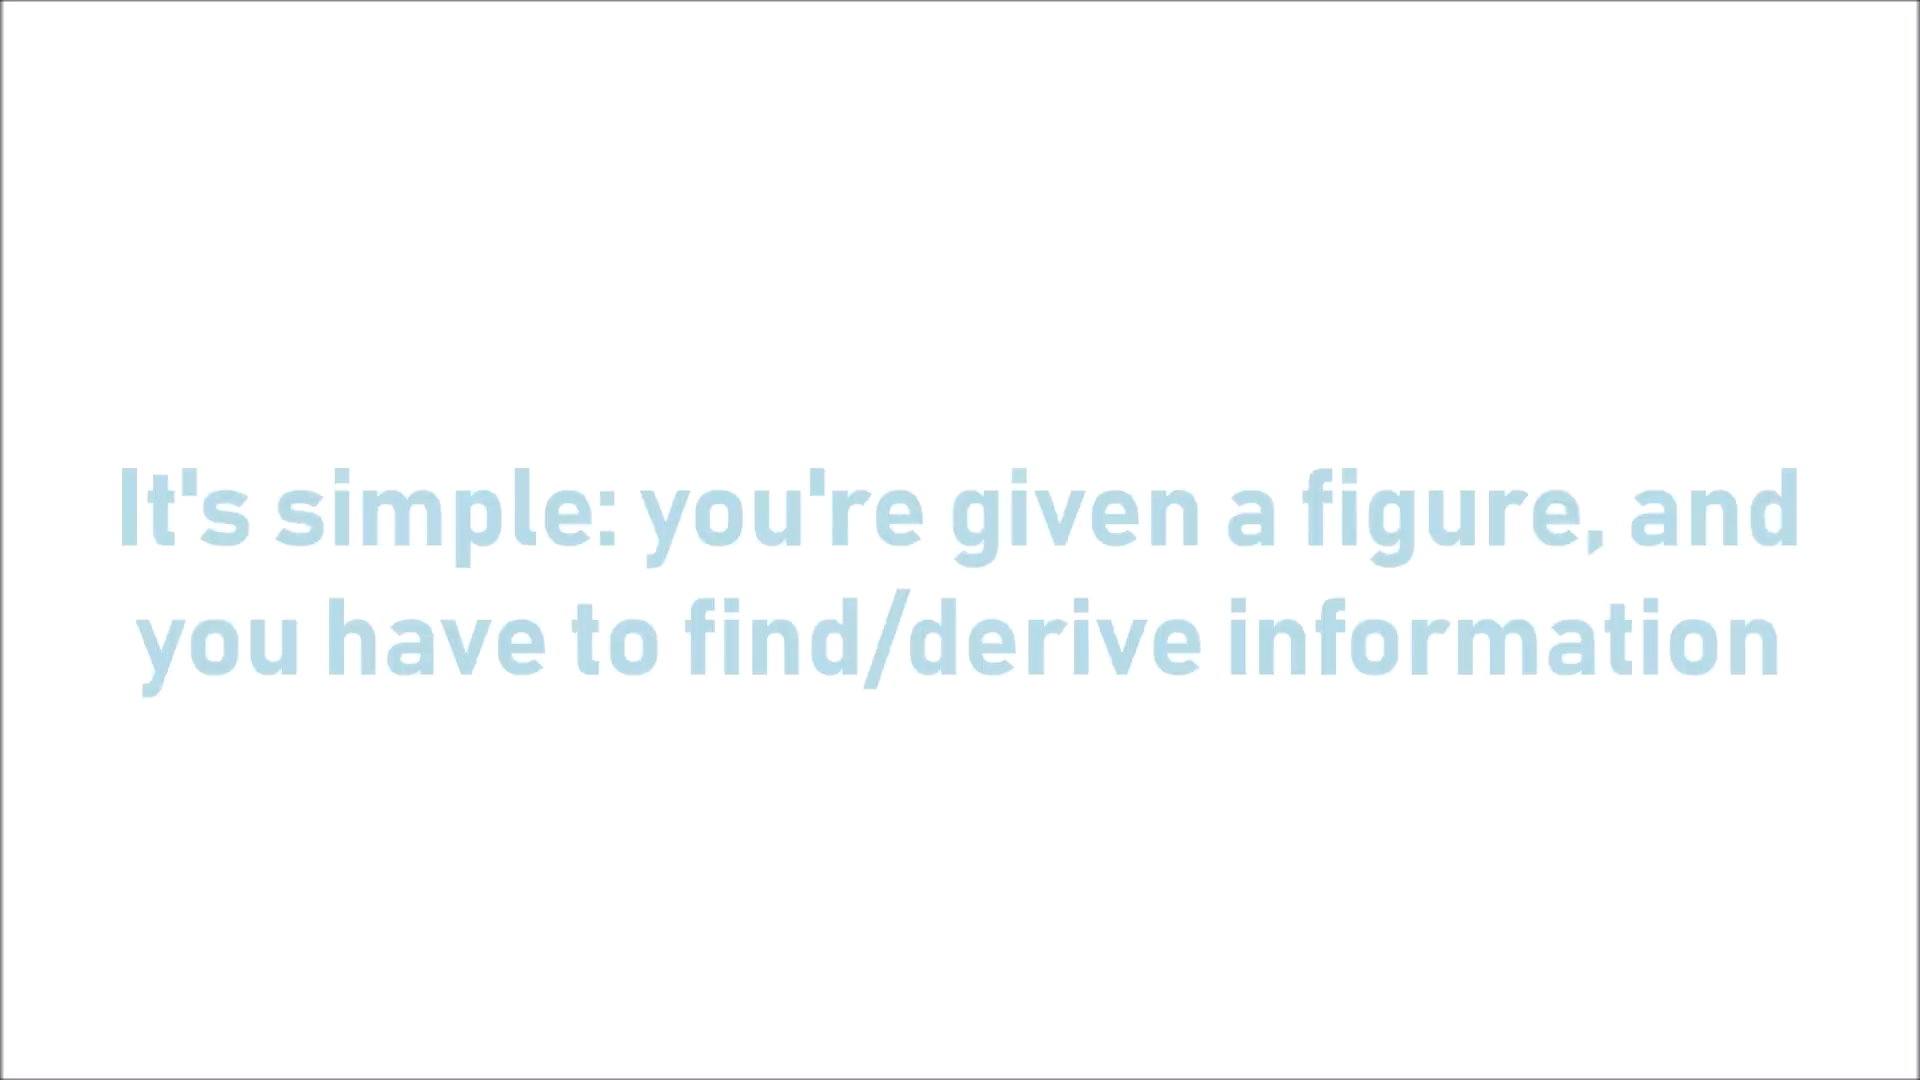 It's simple: you're given a figure, and
you have to find/derive information